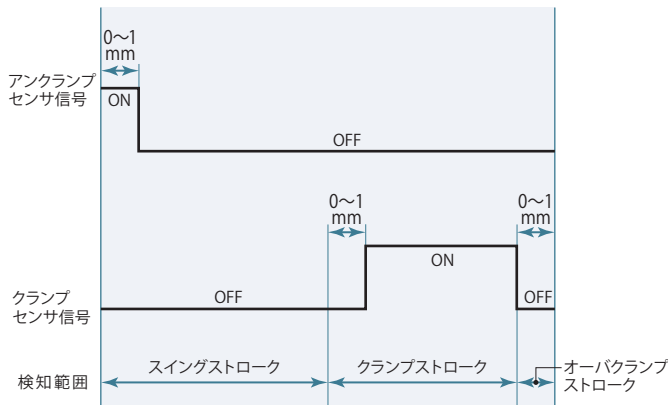 0～1
mm
アンクランプ
センサ信号
ON
OFF
0～1
mm
0～1
mm
ON
クランプ
センサ信号
OFF
OFF
検知範囲
スイングストローク
クランプストローク
オーバクランプ
ストローク